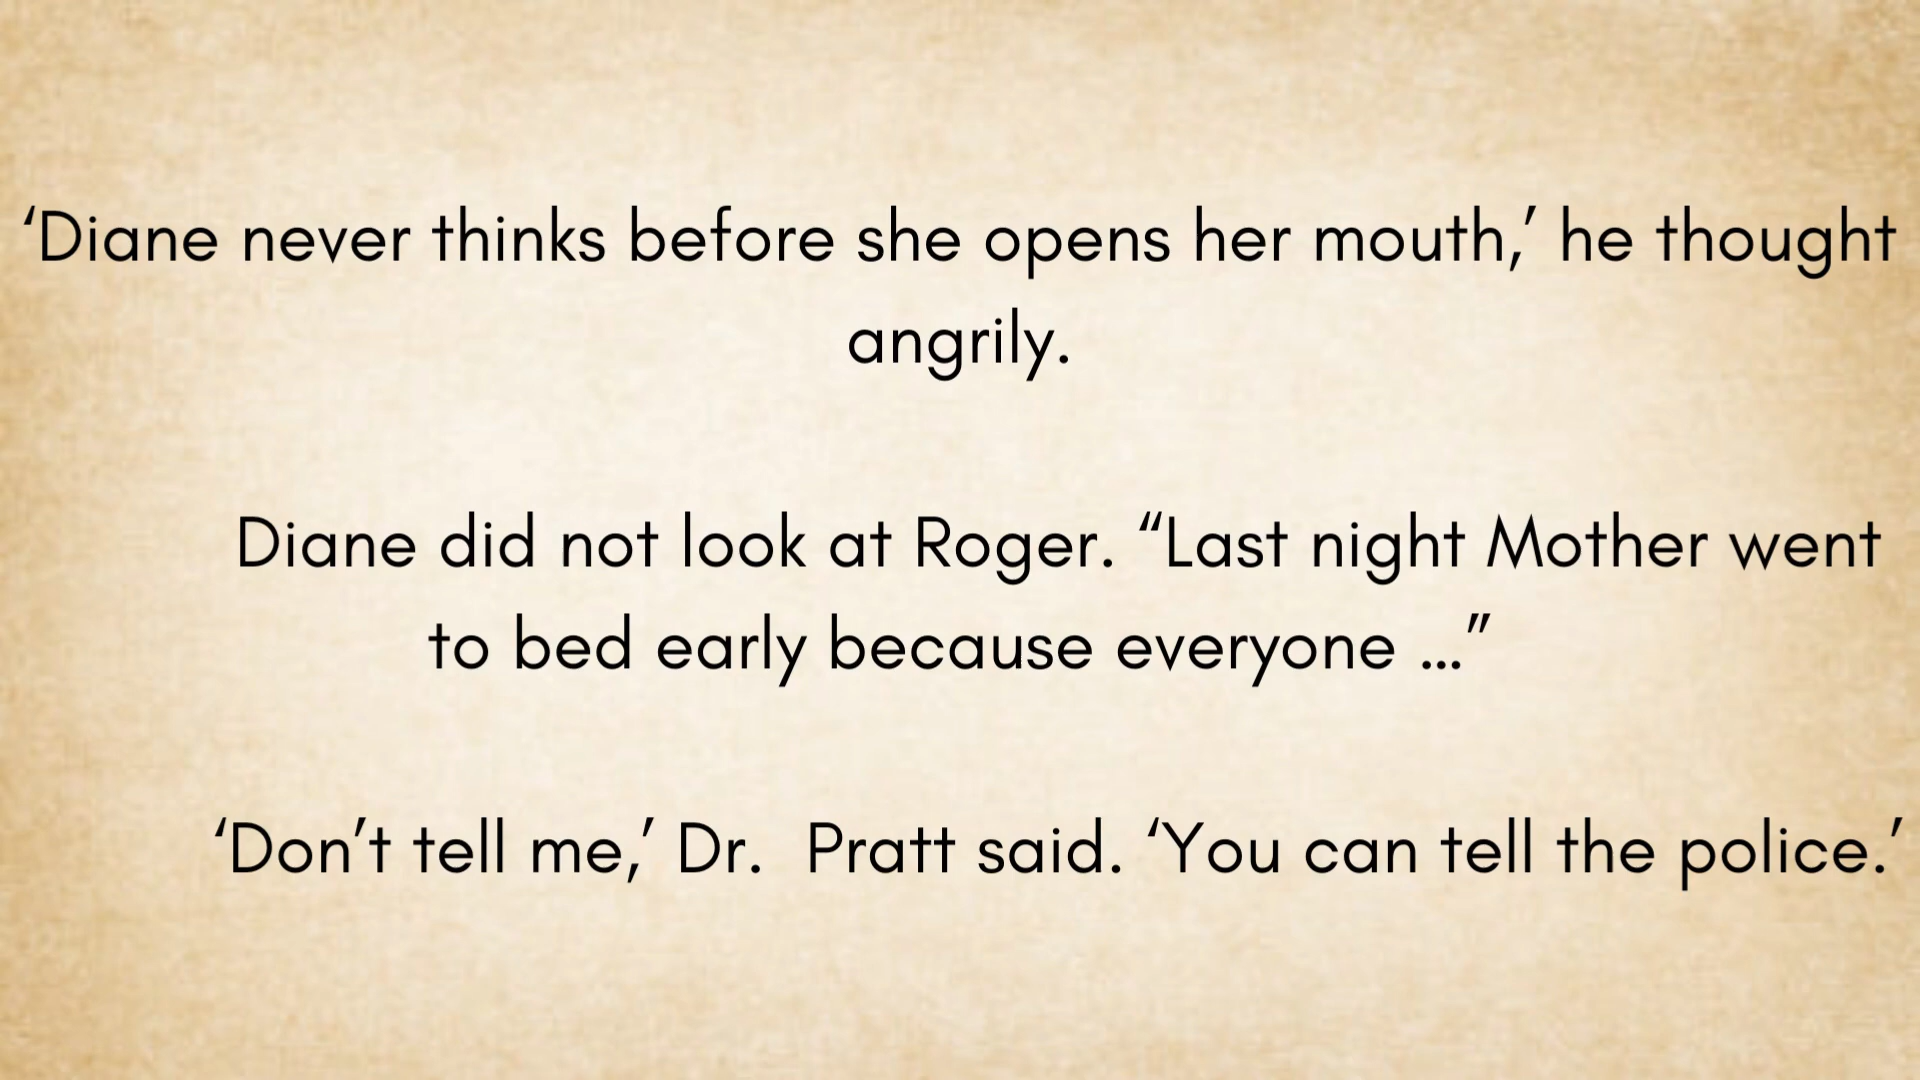 ‘Diane never thinks before she opens her mouth,’ he thought
angrily.
Diane did not look at Roger. “Last night Mother went
to bed early because everyone ...”
‘Don’t tell me,’ Dr.  Pratt said. ‘You can tell the police.’